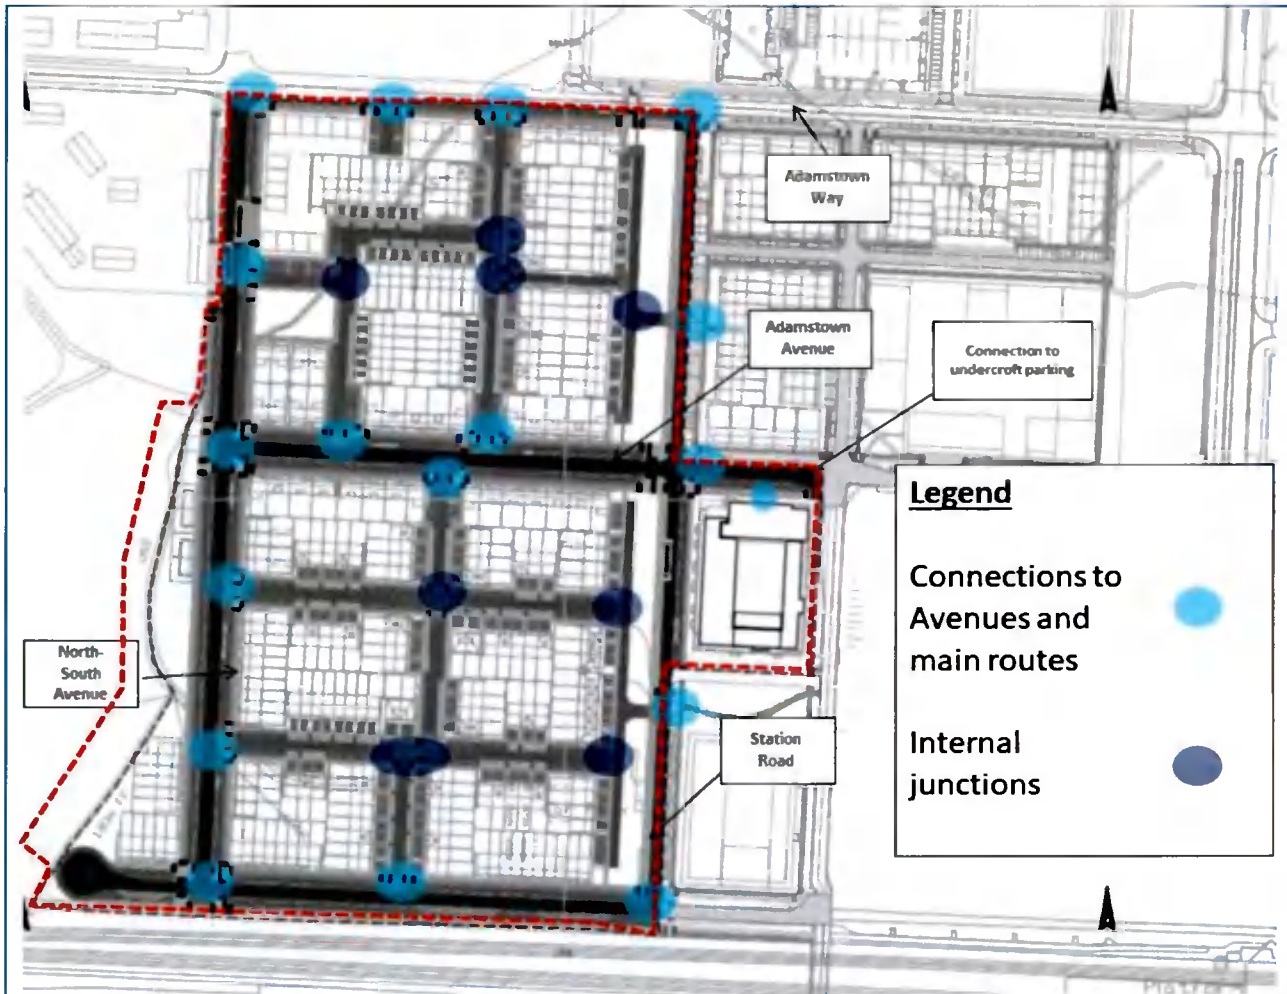 Adamstown
Way
Adamstown
Avenue
Connection to
undercroft parking
Legend
Connections to
Avenues and
main routes
Internal
junctions
North-
South
Avenue
Station
Road